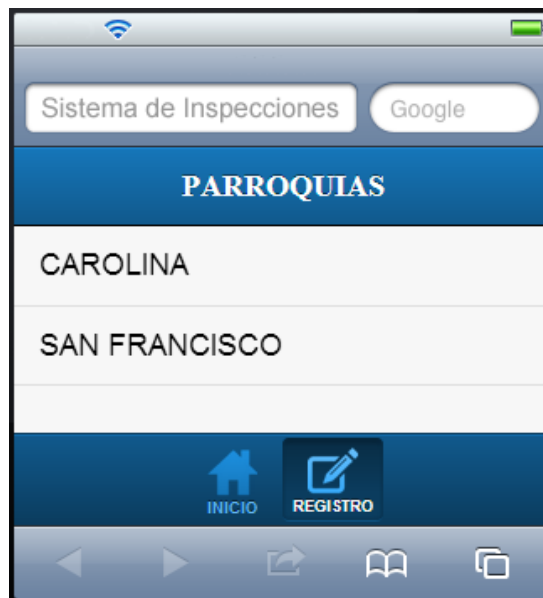 Sistema de Inspecciones Google
PARROQUIAS
CAROLINA
SAN FRANCISCO
INICIO REGISTRO